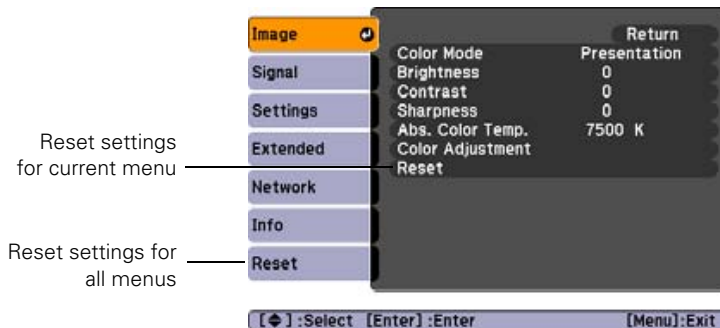 Image
Signal
Settings
Extended
Network
Info
Reset
Return
Color Mode Presentation
Brightness 0
Contrast 0
Sharpness 0
Abs. Color Temp. 7500 K
Color Adjustment
Reset
Reset settings
for current menu
Reset settings for
all menus
[◆] :Select [Enter] :Enter [Menu]:Exit